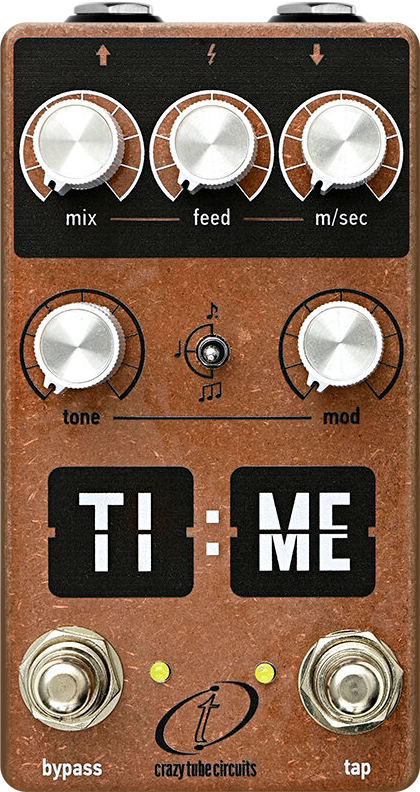 mix feed m/sec
tone mod
TI:ME
bypass tap
t
crazy tube circuits